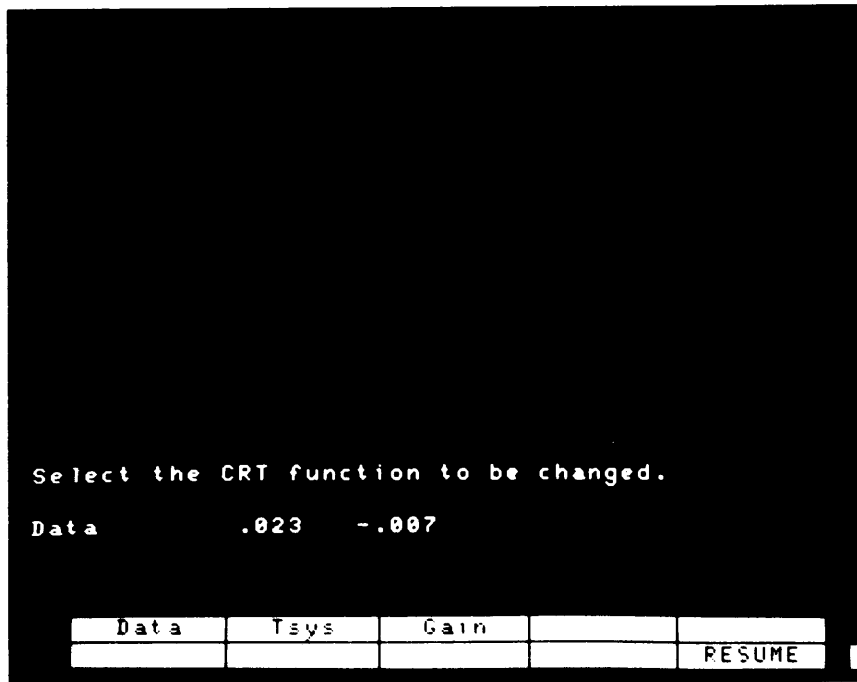 Select the CRT function to be changed.
Data .023 -.007
Data Tsys Gain
RESUME